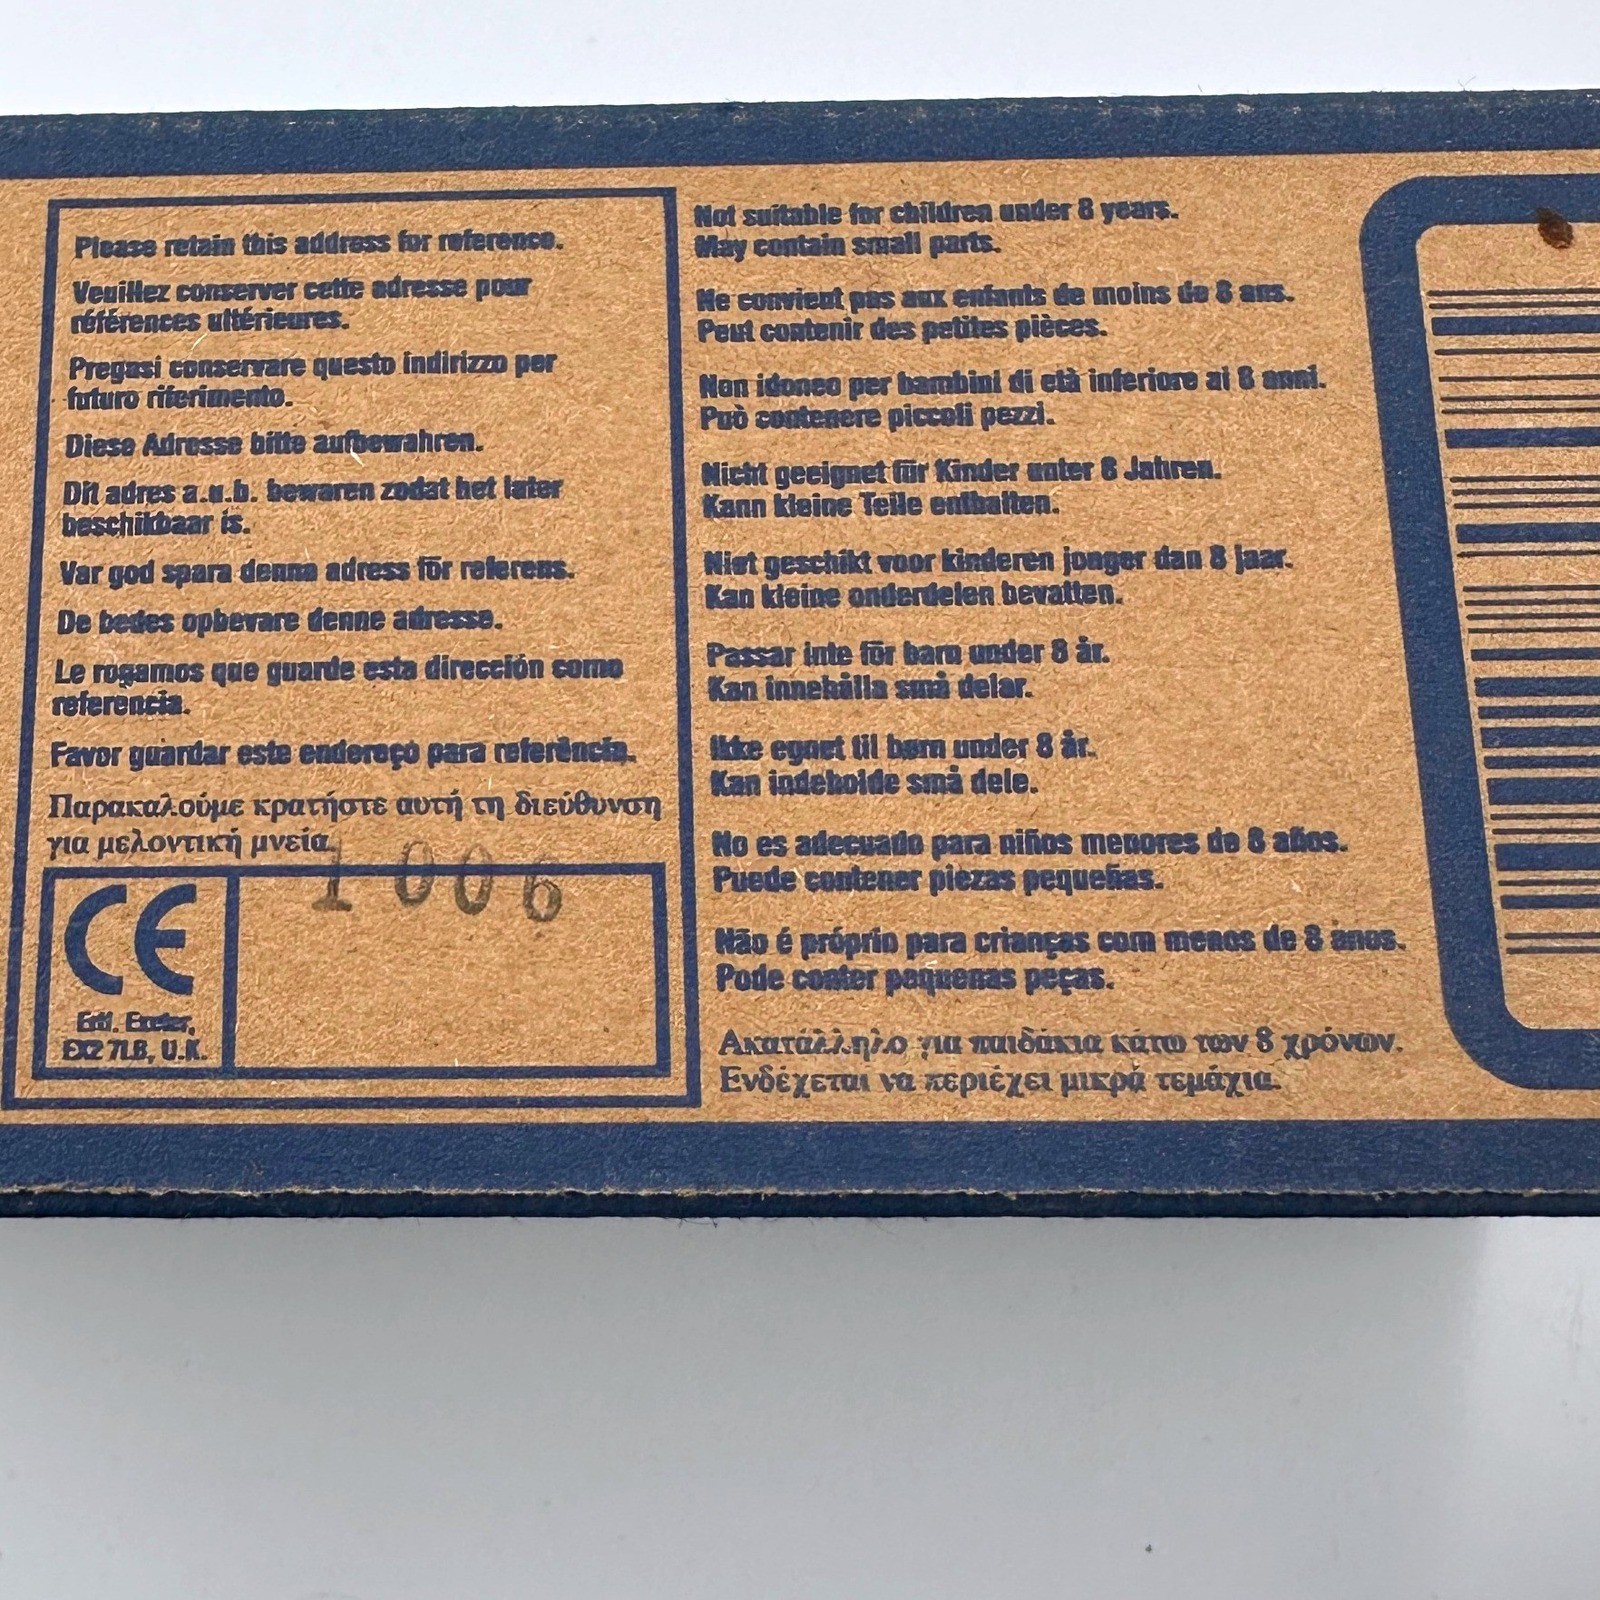 Please retain this address for reference.
Veuillez conserver cette adresse pour
références ultérieures.
Pregasi conservare questo indirizzo per
futuro riferimento.
Diese Adresse bitte aufbewahren.
Dit adres a.u.b. bewaren zodat het later
beschikbaar is.
Var god spara denna adress för referens.
De bedes opbevare denne adresse.
Le rogamos que guarde esta dirección como
referencia.
Favor guardar este endereço para referência.
Παρακαλούμε κρατήστε αυτή τη διεύθυνση
για μελοντική μνεία.
1006
CE
Ertl. Exeter,
EX2 7LB, U.K.
Not suitable for children under 8 years.
May contain small parts.
Ne convient pas aux enfants de moins de 8 ans.
Peut contenir des petites pièces.
Non idoneo per bambini di età inferiore ai 8 anni.
Può contenere piccoli pezzi.
Nicht geeignet für Kinder unter 8 Jahren.
Kann kleine Teile enthalten.
Niet geschikt voor kinderen jonger dan 8 jaar.
Kan kleine onderdelen bevatten.
Passar inte för barn under 8 år.
Kan innehålla små delar.
Ikke egnet til børn under 8 år.
Kan indeholde små dele.
No es adecuado para niños menores de 8 años.
Puede contener piezas pequeñas.
Não é próprio para crianças com menos de 8 anos.
Pode conter pequenas peças.
Ακατάλληλο για παιδάκια κάτω των 8 χρόνων.
Ενδέχεται να περιέχει μικρά τεμάχια.